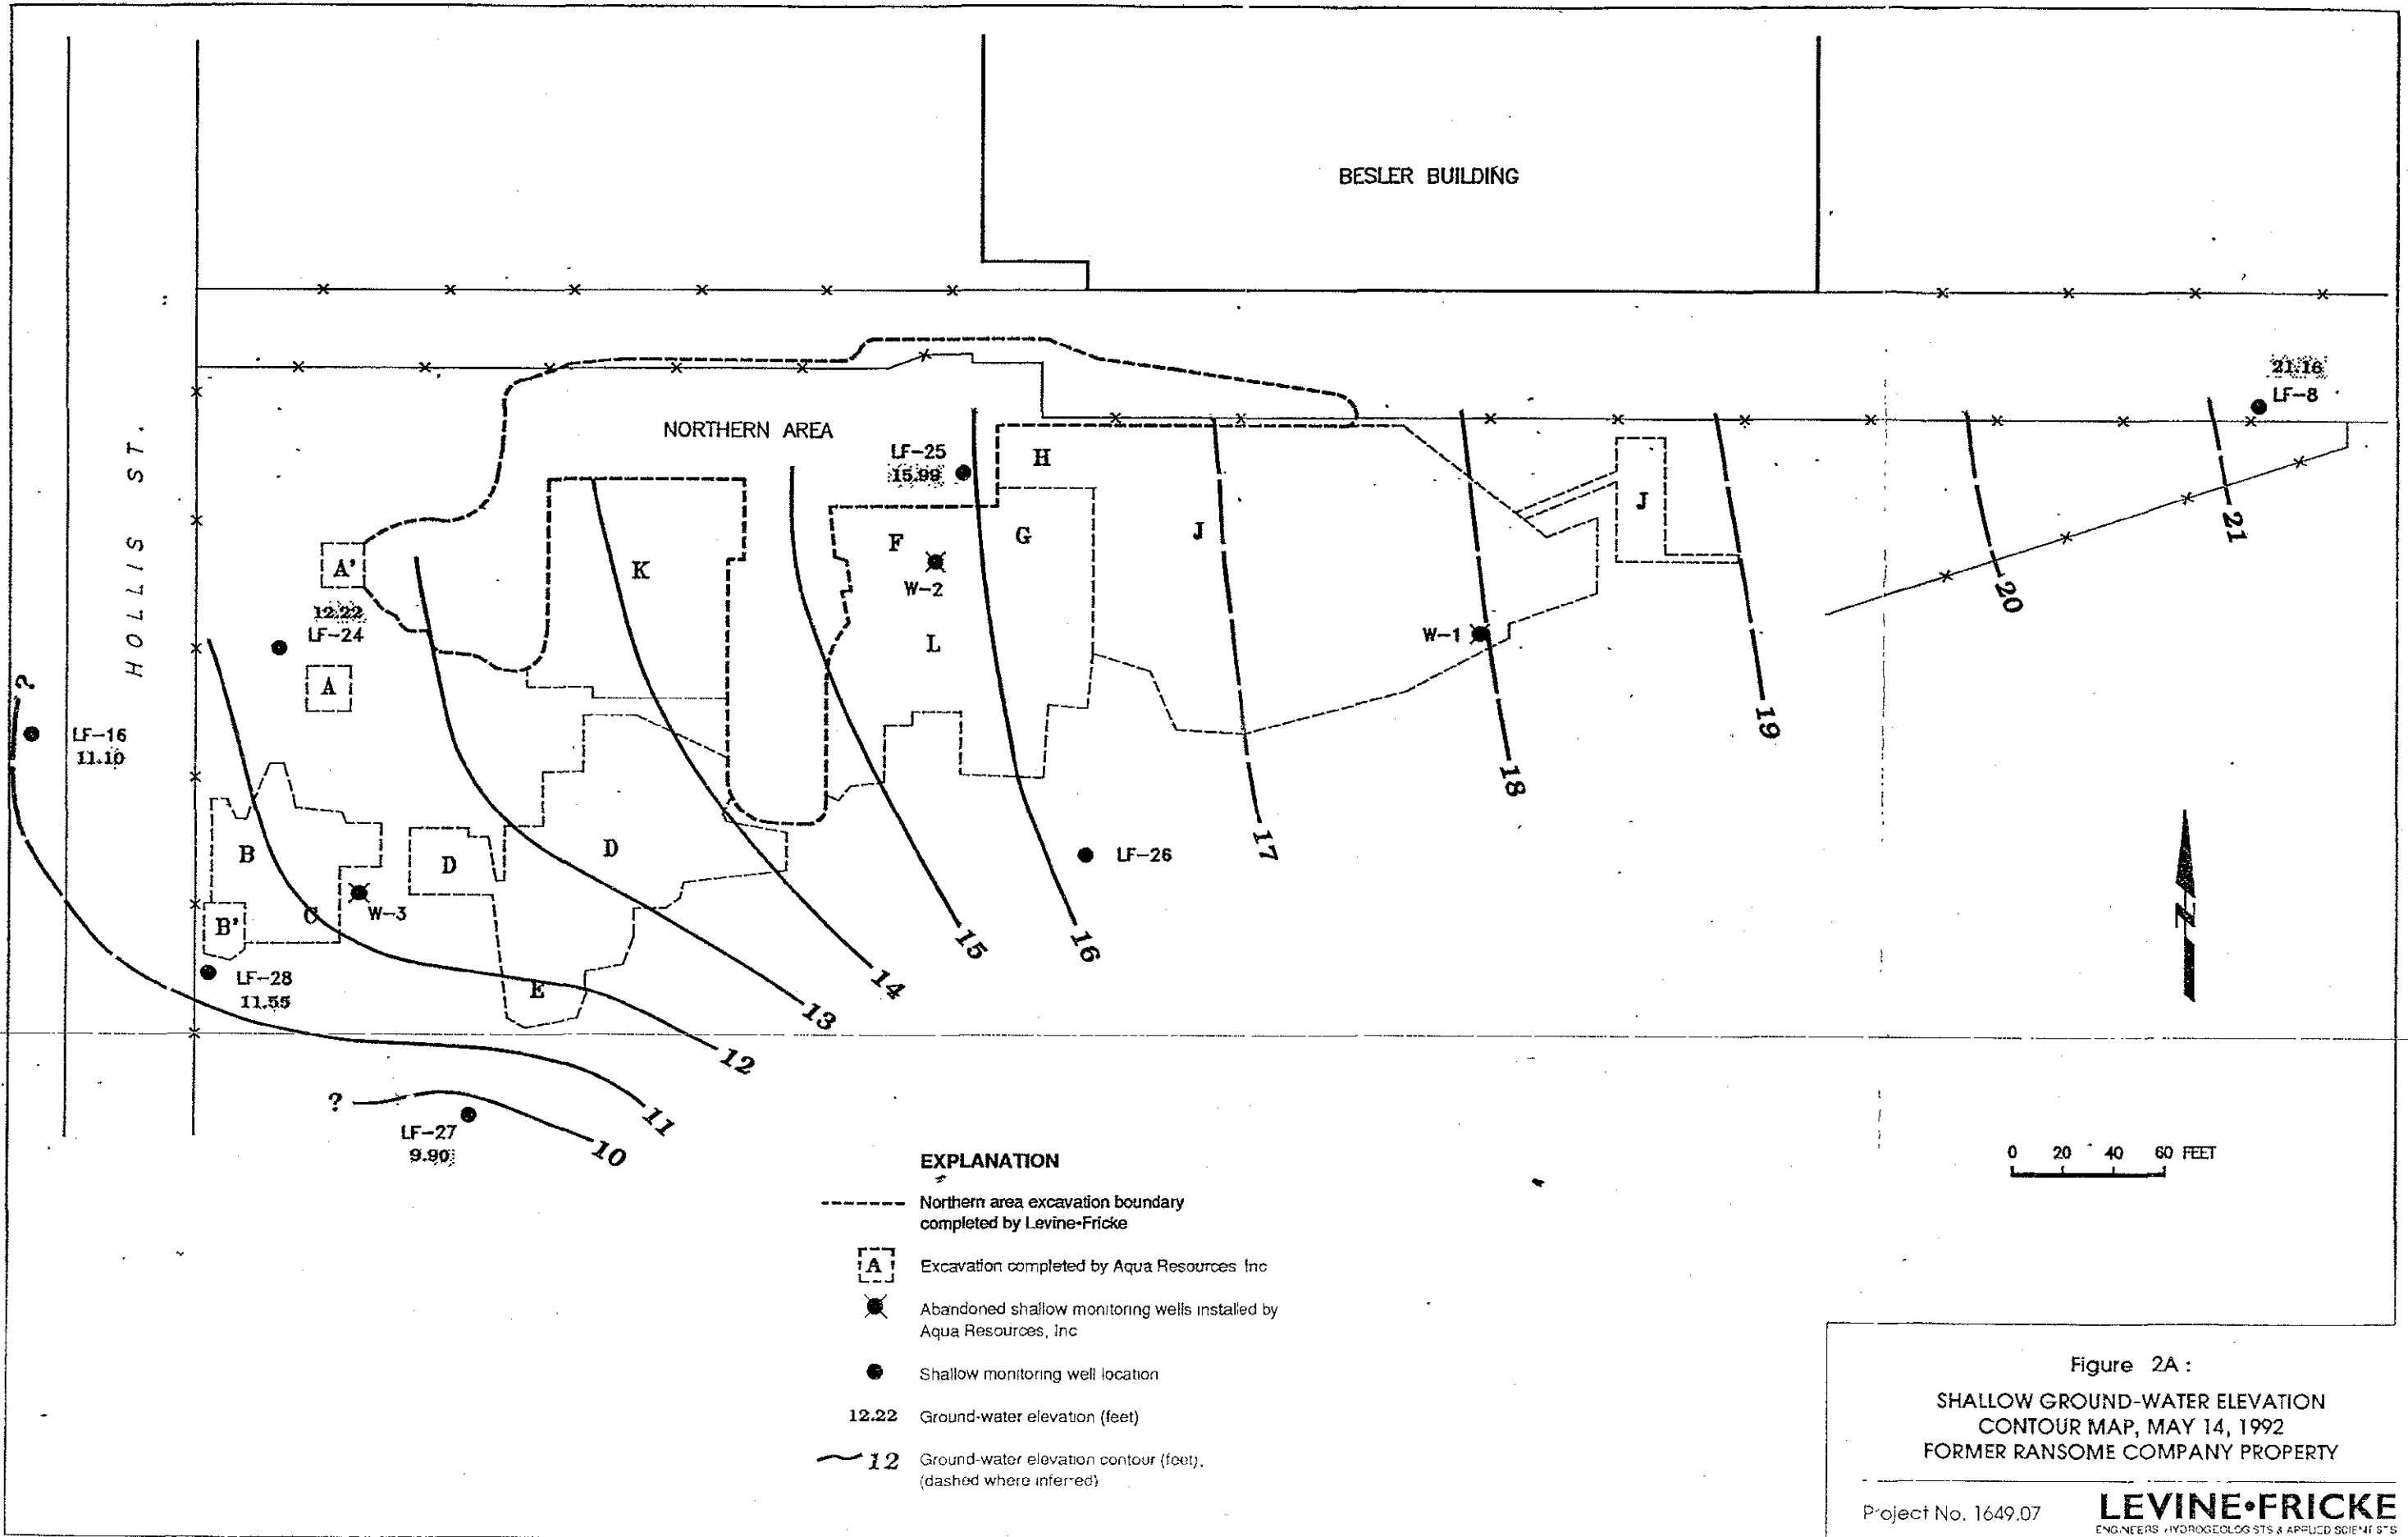 BESLER BUILDING
HOLLIS ST.
NORTHERN AREA
21.16
LF-8
LF-25
15.99
H
J
J
G
F
W-2
K
L
A'
12.22
LF-24
A
W-1
?
LF-16
11.10
B
D
D
C
W-3
B'
LF-28
11.55
E
LF-26
21
20
19
18
17
16
15
14
13
12
11
10
?
LF-27
9.90
N
0 20 40 60 FEET
EXPLANATION
Northern area excavation boundary
completed by Levine•Fricke
A
Excavation completed by Aqua Resources Inc
Abandoned shallow monitoring wells installed by
Aqua Resources, Inc
Shallow monitoring well location
12.22 Ground-water elevation (feet)
12 Ground-water elevation contour (feet),
(dashed where inferred)
Figure 2A :
SHALLOW GROUND-WATER ELEVATION
CONTOUR MAP, MAY 14, 1992
FORMER RANSOME COMPANY PROPERTY
Project No. 1649.07
LEVINE•FRICKE
ENGINEERS, HYDROGEOLOGISTS & APPLIED SCIENTISTS